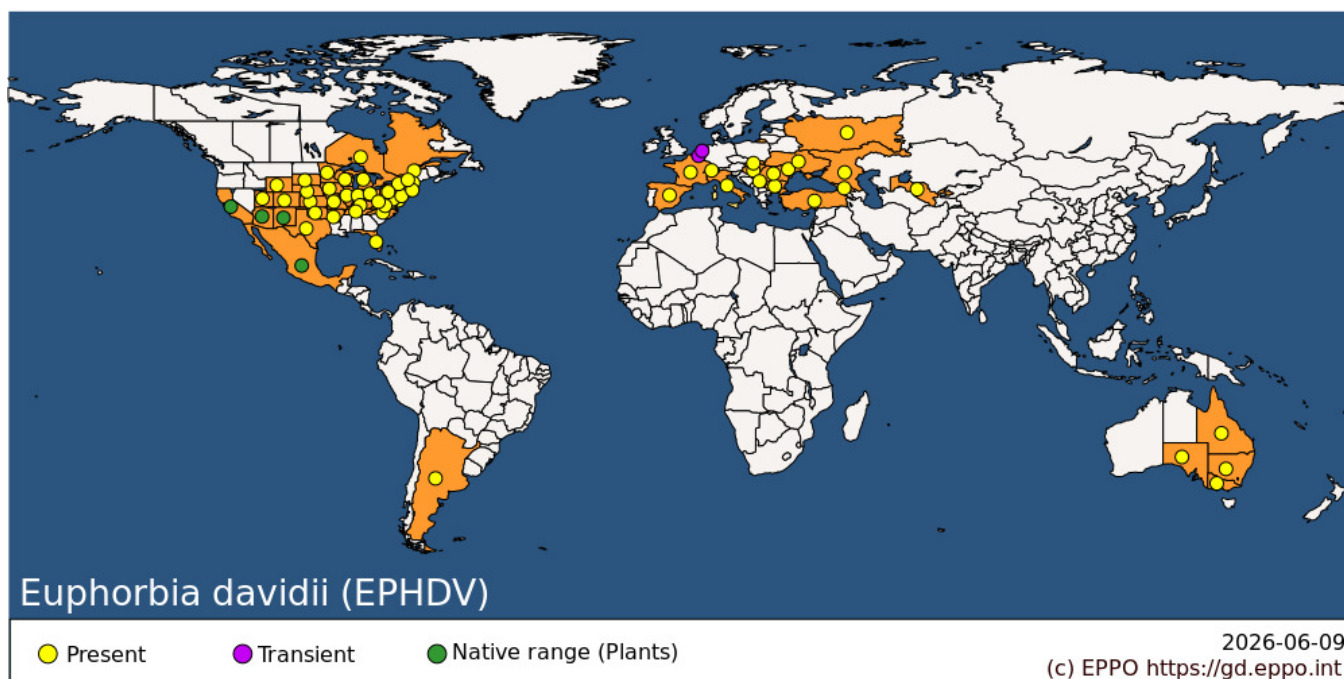 Euphorbia davidii (EPHDV)
Present
Transient
Native range (Plants)
2026-06-09
(c) EPPO https://gd.eppo.int